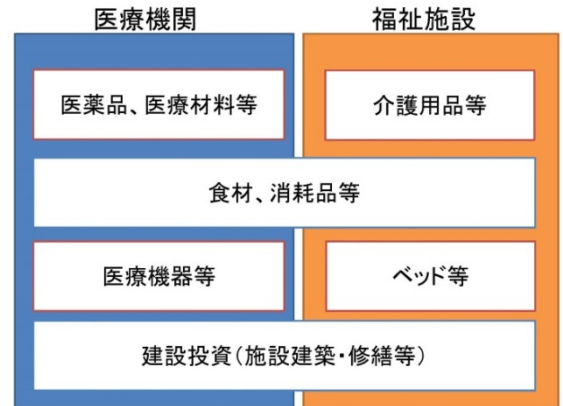 医療機関
福祉施設
医薬品、医療材料等
介護用品等
食材、消耗品等
医療機器等
ベッド等
建設投資(施設建築・修繕等)